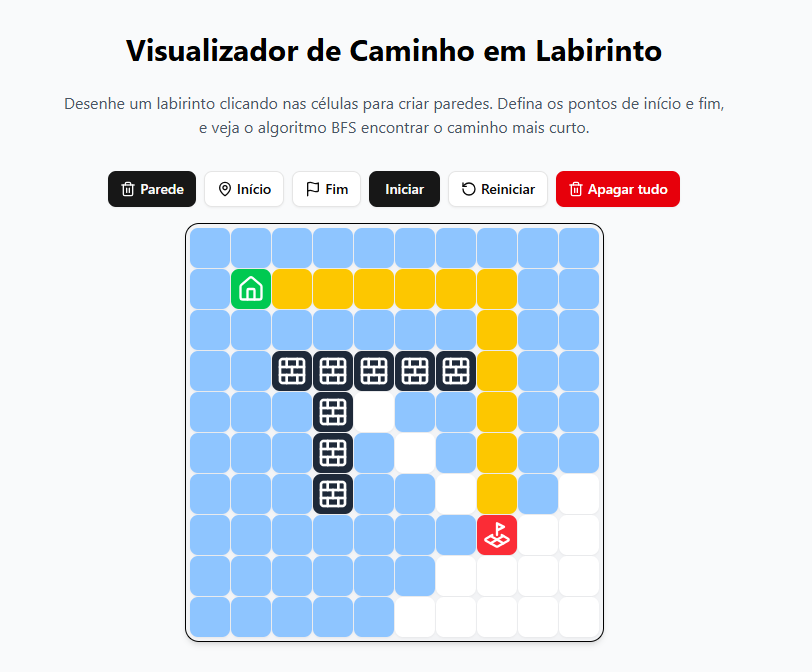 Visualizador de Caminho em Labirinto
Desenhe um labirinto clicando nas células para criar paredes. Defina os pontos de início e fim,
e veja o algoritmo BFS encontrar o caminho mais curto.
Parede Início Fim Iniciar Reiniciar Apagar tudo